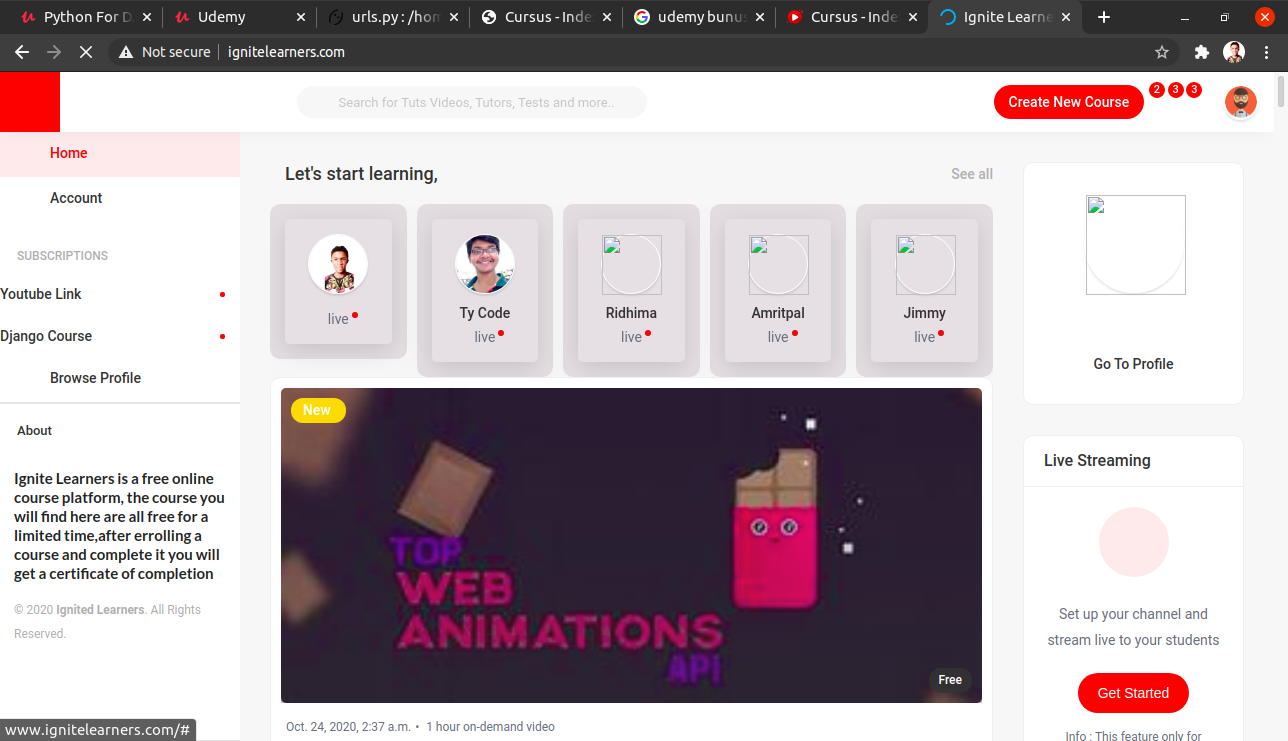 Python For D
Udemy
urls.py : /hom
Cursus - Inde
udemy bunus
Cursus - Inde
Ignite Learne
Not secure
ignitelearners.com
Search for Tuts Videos, Tutors, Tests and more..
Create New Course
2 3 3
Home
Account
SUBSCRIPTIONS
Youtube Link
Django Course
Browse Profile
About
Ignite Learners is a free online
course platform, the course you
will find here are all free for a
limited time,after errolling a
course and complete it you will
get a certificate of completion
© 2020 Ignited Learners. All Rights
Reserved.
www.ignitelearners.com/#
Let's start learning,
See all
live
Ty Code
live
Ridhima
live
Amritpal
live
Jimmy
live
New
TOP
WEB
ANIMATIONS
API
Free
Oct. 24, 2020, 2:37 a.m. • 1 hour on-demand video
Go To Profile
Live Streaming
Set up your channel and
stream live to your students
Get Started
Info : This feature only for